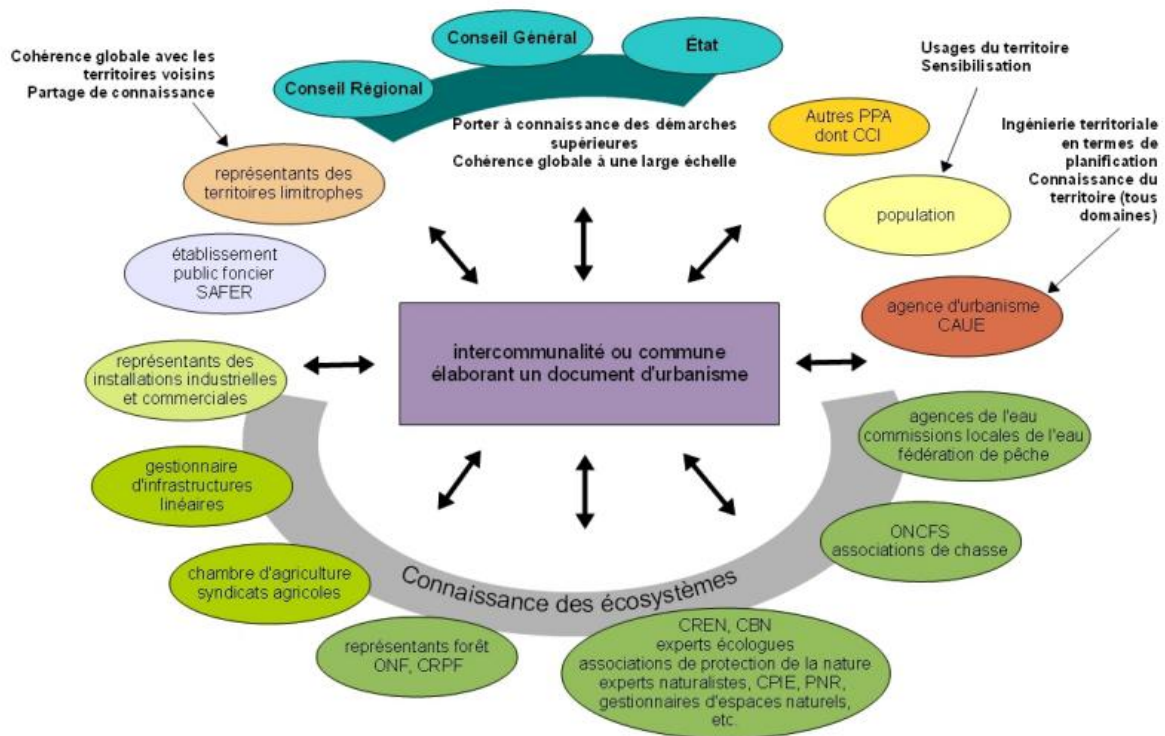 Conseil Général
État
Conseil Régional
Cohérence globale avec les
territoires voisins
Partage de connaissance
Usages du territoire
Sensibilisation
Porter à connaissance des démarches
supérieures
Cohérence globale à une large échelle
Autres PPA
dont CCI
Ingénierie territoriale
en termes de
planification
Connaissance du
territoire (tous
domaines)
représentants des
territoires limitrophes
population
établissement
public foncier
SAFER
agence d'urbanisme
CAUE
intercommunalité ou commune
élaborant un document d'urbanisme
représentants des
installations industrielles
et commerciales
agences de l'eau
commissions locales de l'eau
fédération de pêche
gestionnaire
d'infrastructures
linéaires
ONCFS
associations de chasse
chambre d'agriculture
syndicats agricoles
Connaissance des écosystèmes
représentants forêt
ONF, CRPF
CREN, CBN
experts écologues
associations de protection de la nature
experts naturalistes, CPIE, PNR,
gestionnaires d'espaces naturels,
etc.